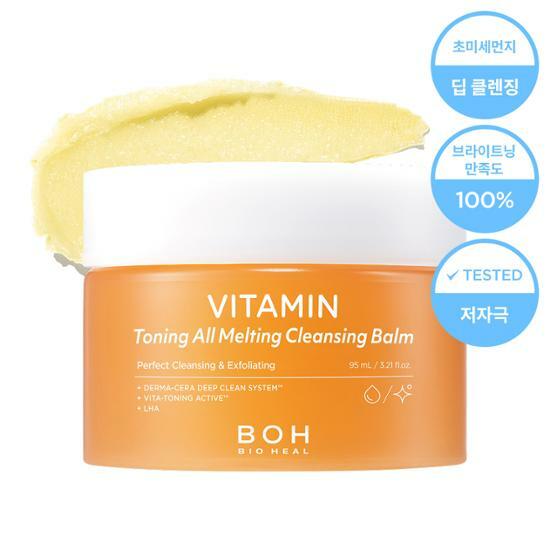 초미세먼지
딥 클렌징
브라이트닝
만족도
100%
✓ TESTED
저자극
VITAMIN
Toning All Melting Cleansing Balm
Perfect Cleansing & Exfoliating
95 mL / 3.21 fl.oz.
+ DERMA-CERA DEEP CLEAN SYSTEM™
+ VITA-TONING ACTIVE™
+ LHA
BOH
BIO HEAL